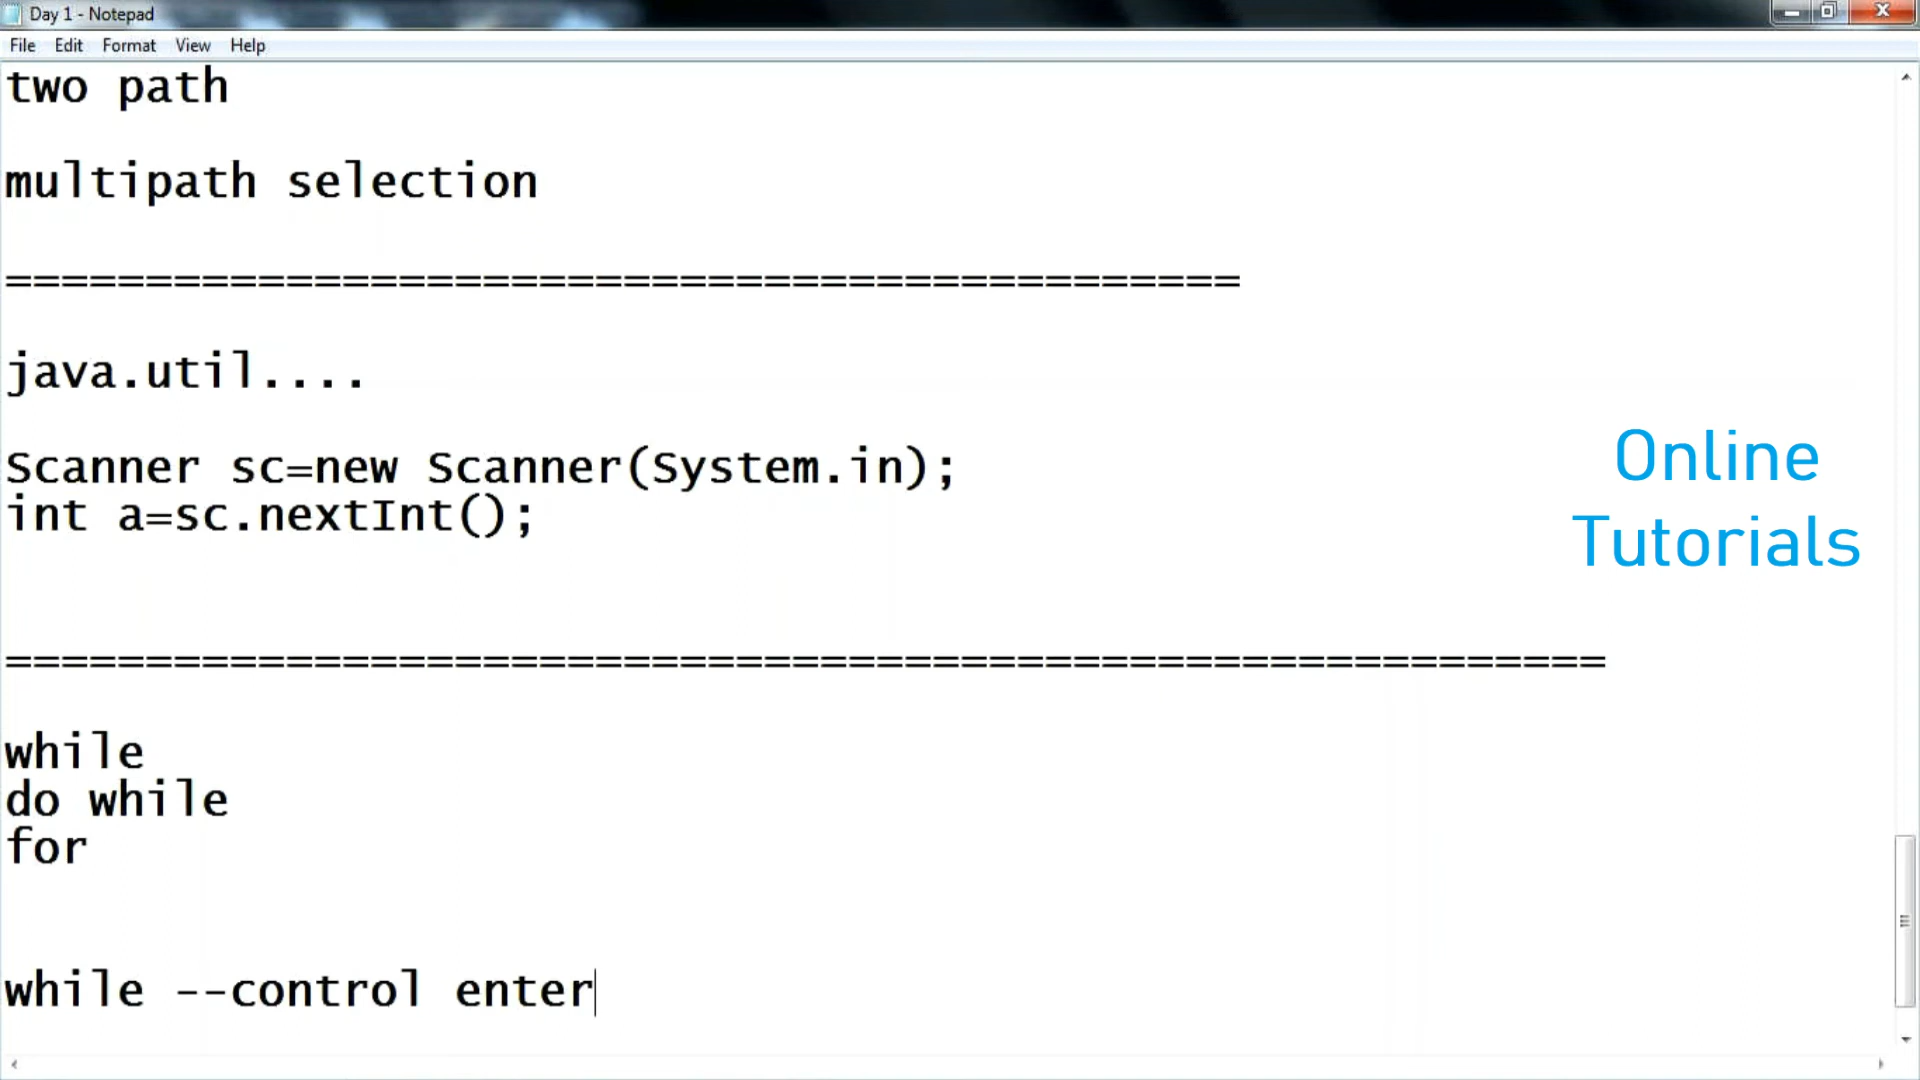 Day 1 - Notepad
File Edit Format View Help
two path
multipath selection
============================================
java.util....
Scanner sc=new Scanner(System.in);
int a=sc.nextInt();
Online
Tutorials
=========================================================
while
do while
for
while --control enter